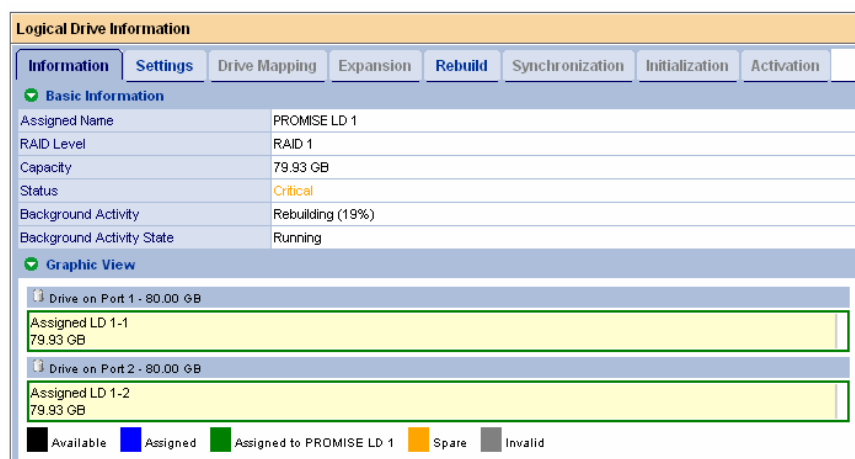 Logical Drive Information
Information Settings Drive Mapping Expansion Rebuild Synchronization Initialization Activation
Basic Information
Assigned Name PROMISE LD 1
RAID Level RAID 1
Capacity 79.93 GB
Status Critical
Background Activity Rebuilding (19%)
Background Activity State Running
Graphic View
Drive on Port 1 - 80.00 GB
Assigned LD 1-1
79.93 GB
Drive on Port 2 - 80.00 GB
Assigned LD 1-2
79.93 GB
Available Assigned Assigned to PROMISE LD 1 Spare Invalid